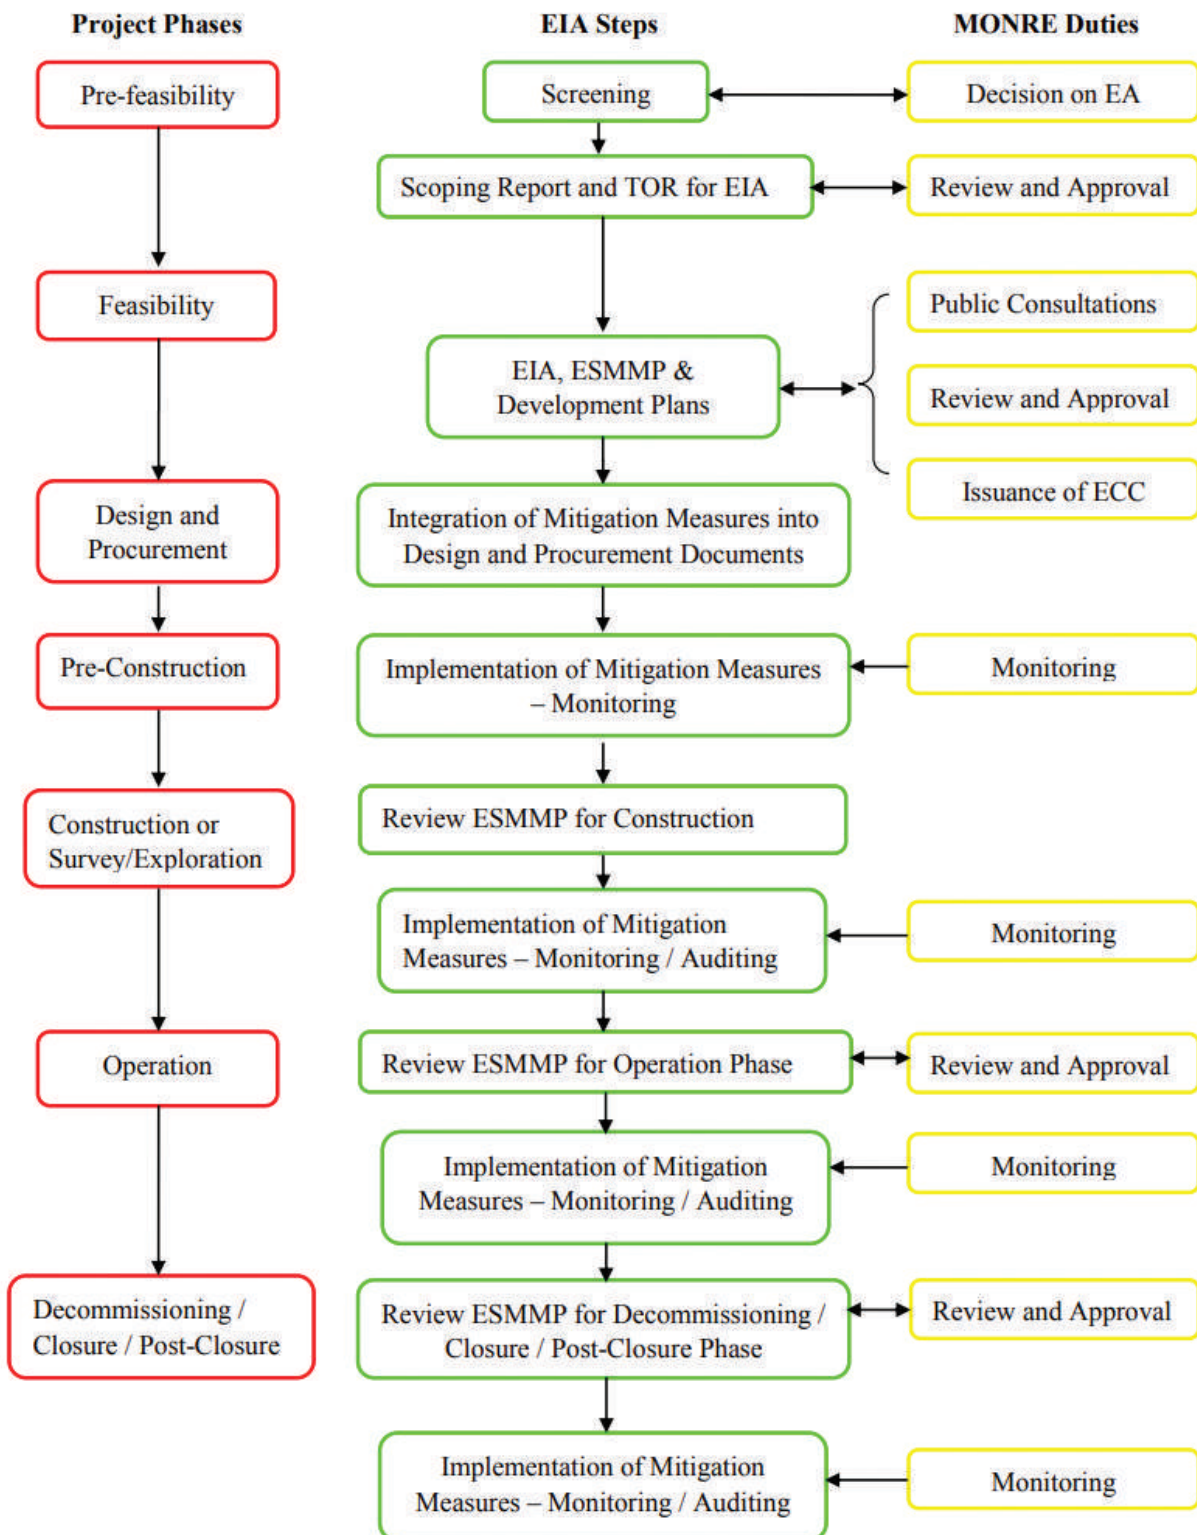 Project Phases
EIA Steps
MONRE Duties
Pre-feasibility
Screening
Decision on EA
Scoping Report and TOR for EIA
Review and Approval
Feasibility
Public Consultations
EIA, ESMMP &
Development Plans
Review and Approval
Issuance of ECC
Design and
Procurement
Integration of Mitigation Measures into
Design and Procurement Documents
Pre-Construction
Implementation of Mitigation Measures
– Monitoring
Monitoring
Construction or
Survey/Exploration
Review ESMMP for Construction
Implementation of Mitigation
Measures – Monitoring / Auditing
Monitoring
Operation
Review ESMMP for Operation Phase
Review and Approval
Implementation of Mitigation
Measures – Monitoring / Auditing
Monitoring
Decommissioning /
Closure / Post-Closure
Review ESMMP for Decommissioning /
Closure / Post-Closure Phase
Review and Approval
Implementation of Mitigation
Measures – Monitoring / Auditing
Monitoring